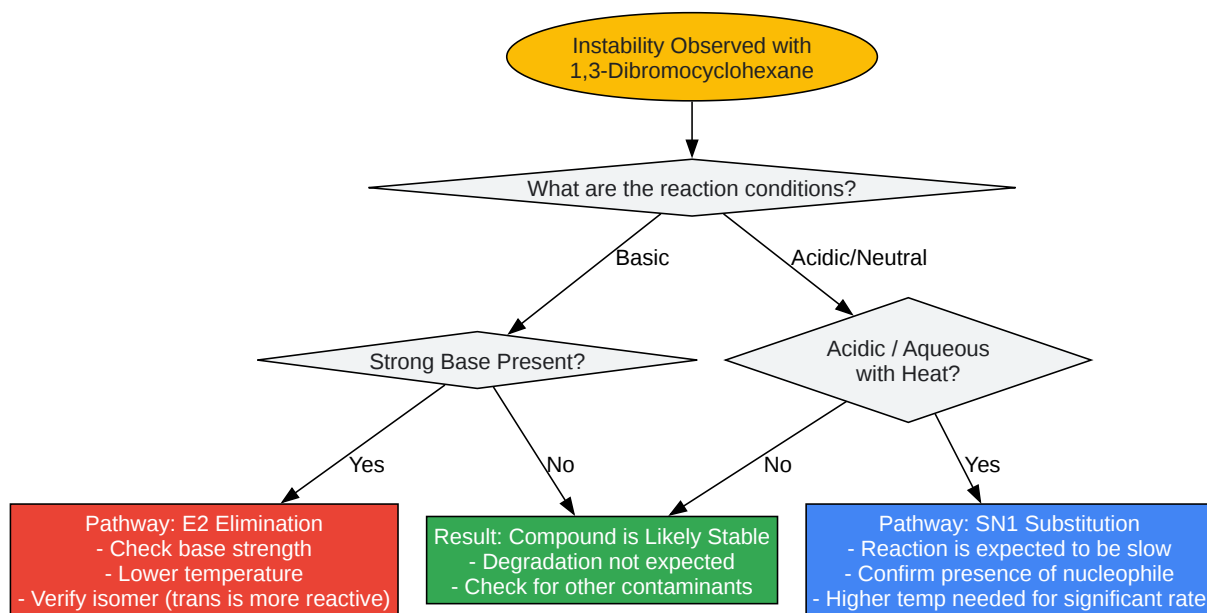 Instability Observed with
1,3-Dibromocyclohexane
What are the reaction conditions?
Basic
Acidic/Neutral
Strong Base Present?
Acidic / Aqueous
with Heat?
Yes
No
No
Yes
Pathway: E2 Elimination
- Check base strength
- Lower temperature
- Verify isomer (trans is more reactive)
Result: Compound is Likely Stable
- Degradation not expected
- Check for other contaminants
Pathway: SN1 Substitution
- Reaction is expected to be slow
- Confirm presence of nucleophile
- Higher temp needed for significant rate